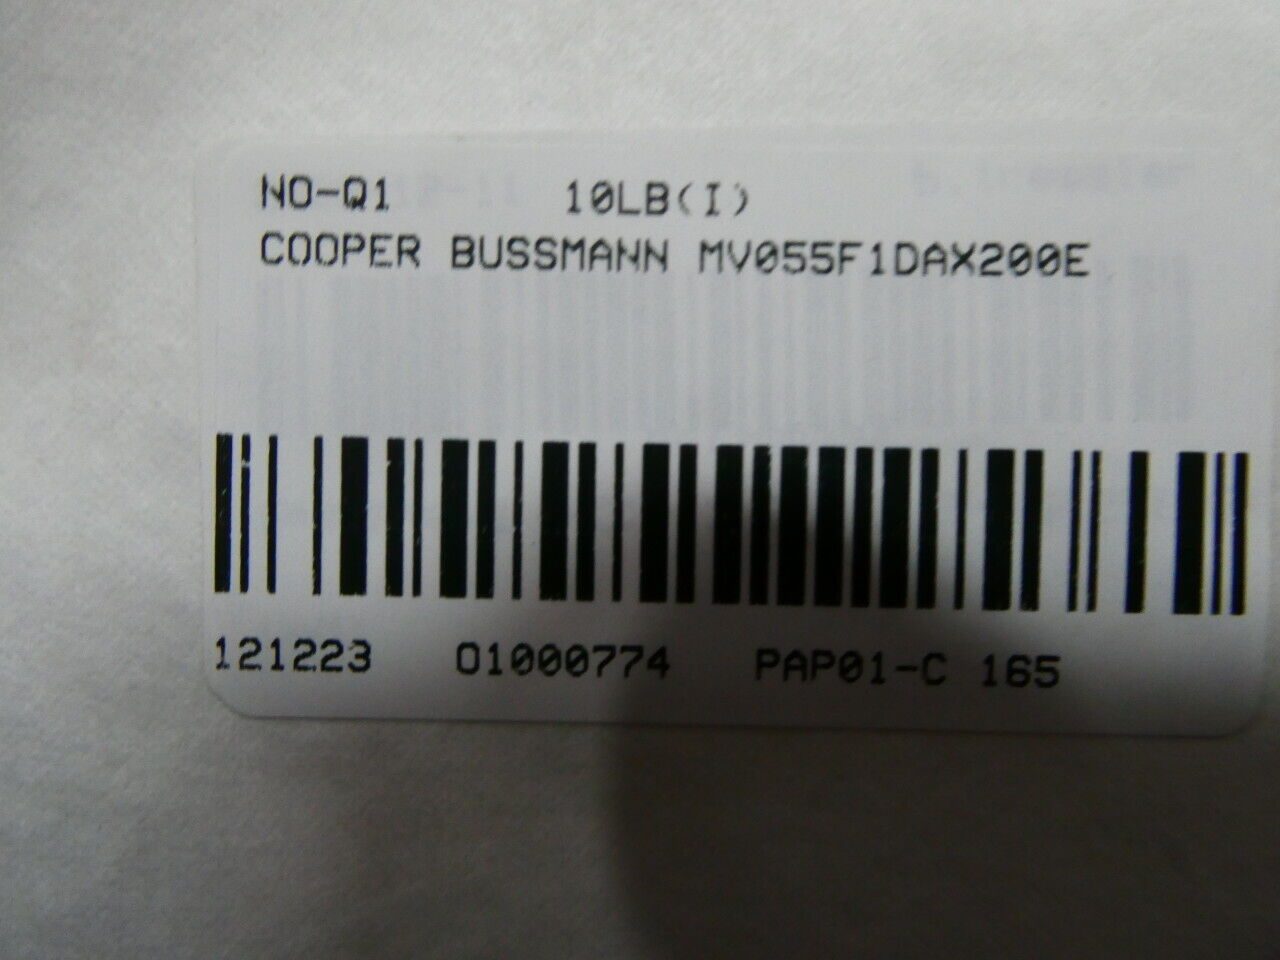 NO-Q1 10LB(I)
COOPER BUSSMANN MV055F1DAX200E
121223 01000774 PAP01-C 165